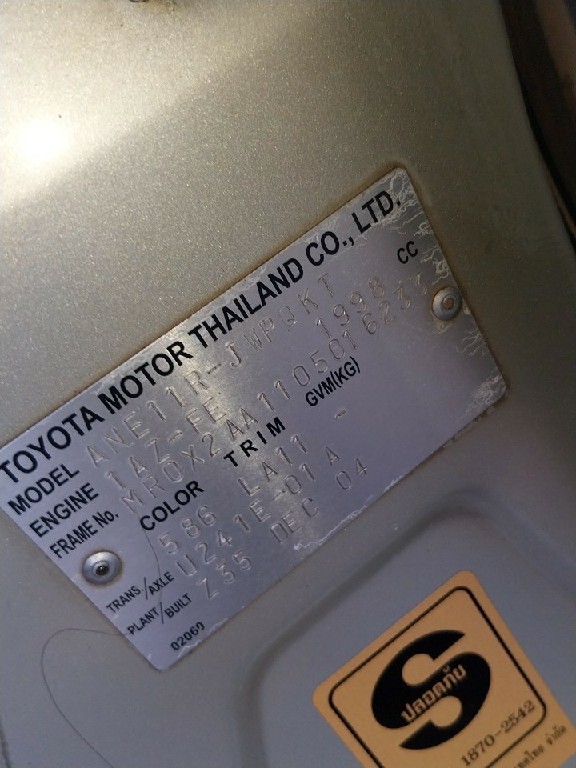 TOYOTA MOTOR THAILAND CO., LTD.
MODEL ANE11R-JWP9KT
ENGINE 1AZ-FE 1998 CC
FRAME No.
COLOR TRIM GVM(KG)
586 LA11 -
TRANS/AXLE U241E-01A
PLANT/BUILT Z35 DEC 04
02060
S
ปลอดภัย
1870-2542